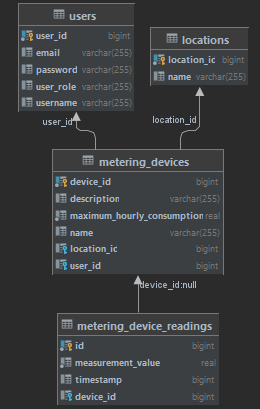 users
user_id bigint
email varchar(255)
password varchar(255)
user_role varchar(255)
username varchar(255)
locations
location_ic bigint
name varchar(255)
user_id
location_id
metering_devices
device_id bigint
description varchar(255)
maximum_hourly_consumption real
name varchar(255)
location_ic bigint
user_id bigint
device_id:null
metering_device_readings
id bigint
measurement_value real
timestamp bigint
device_id bigint